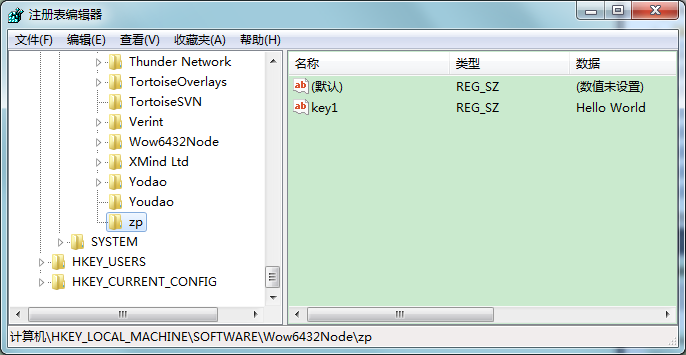 注册表编辑器
文件(F) 编辑(E) 查看(V) 收藏夹(A) 帮助(H)
Thunder Network
TortoiseOverlays
TortoiseSVN
Verint
Wow6432Node
XMind Ltd
Yodao
Youdao
zp
SYSTEM
HKEY_USERS
HKEY_CURRENT_CONFIG
名称 类型 数据
(默认) REG_SZ (数值未设置)
key1 REG_SZ Hello World
计算机\HKEY_LOCAL_MACHINE\SOFTWARE\Wow6432Node\zp